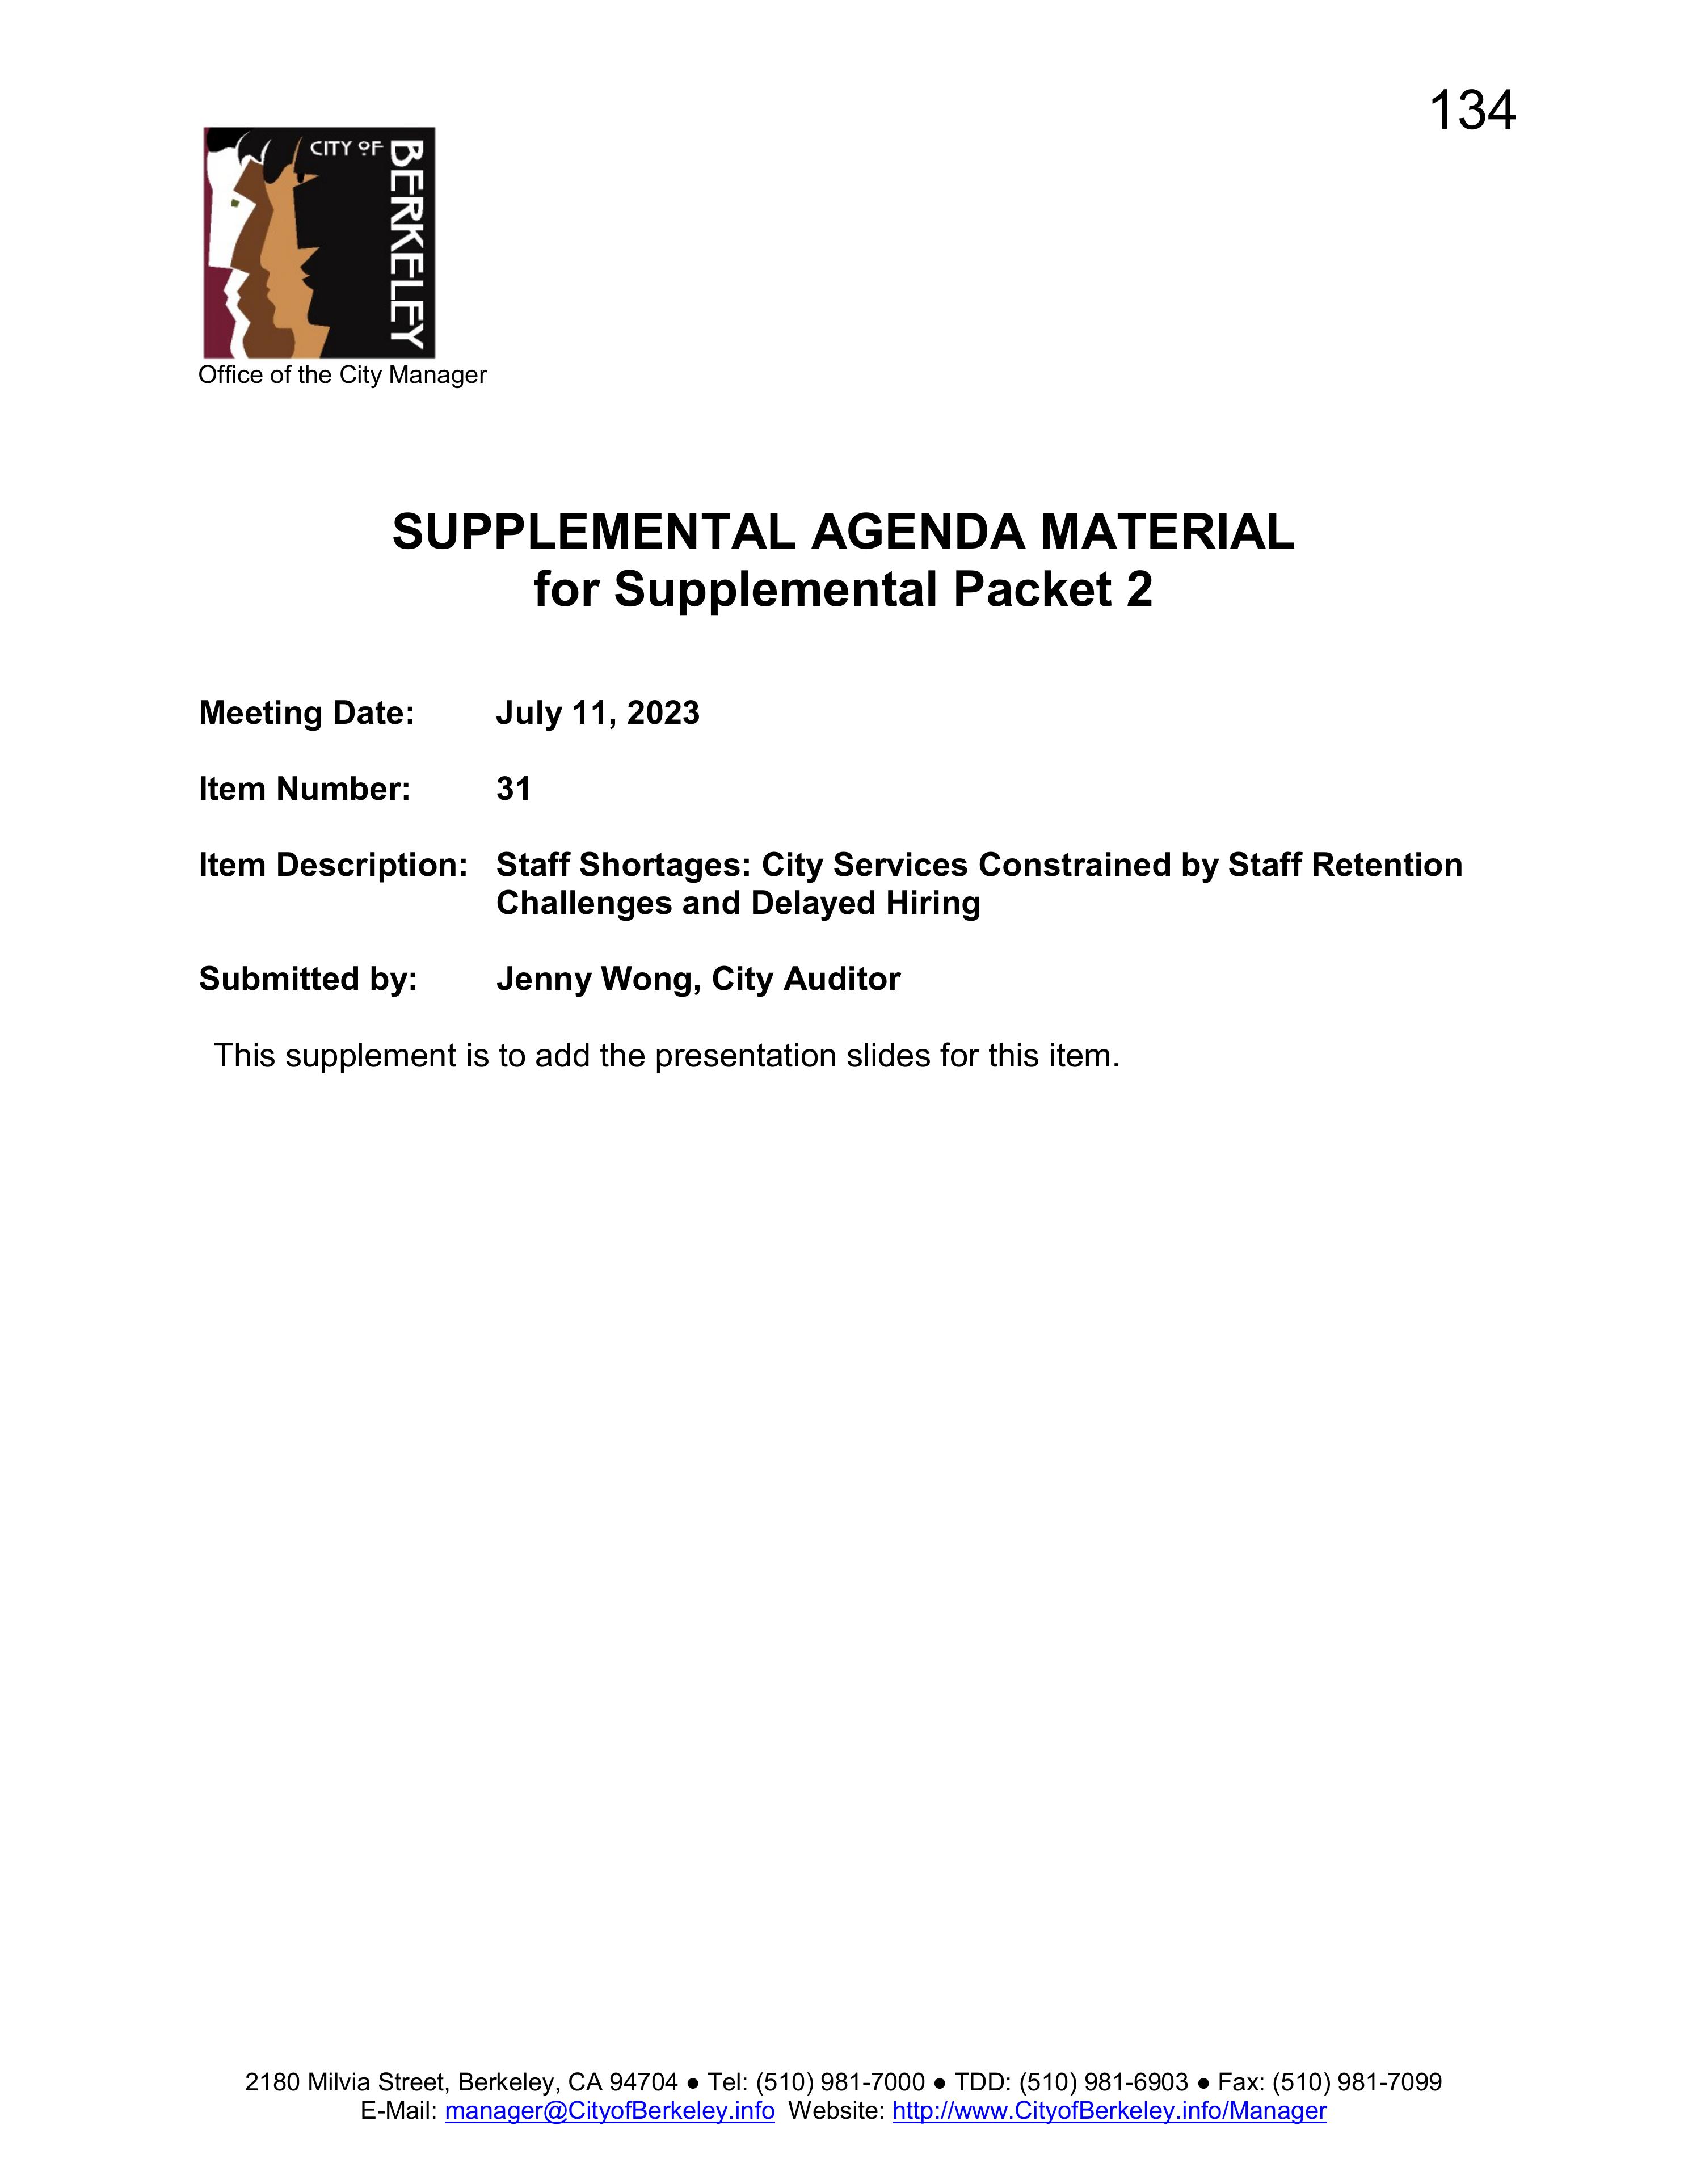 134
CITY OF BERKELEY
Office of the City Manager
SUPPLEMENTAL AGENDA MATERIAL
for Supplemental Packet 2
Meeting Date: July 11, 2023
Item Number: 31
Item Description: Staff Shortages: City Services Constrained by Staff Retention
Challenges and Delayed Hiring
Submitted by: Jenny Wong, City Auditor
This supplement is to add the presentation slides for this item.
2180 Milvia Street, Berkeley, CA 94704 ● Tel: (510) 981-7000 ● TDD: (510) 981-6903 ● Fax: (510) 981-7099
E-Mail: manager@CityofBerkeley.info Website: http://www.CityofBerkeley.info/Manager